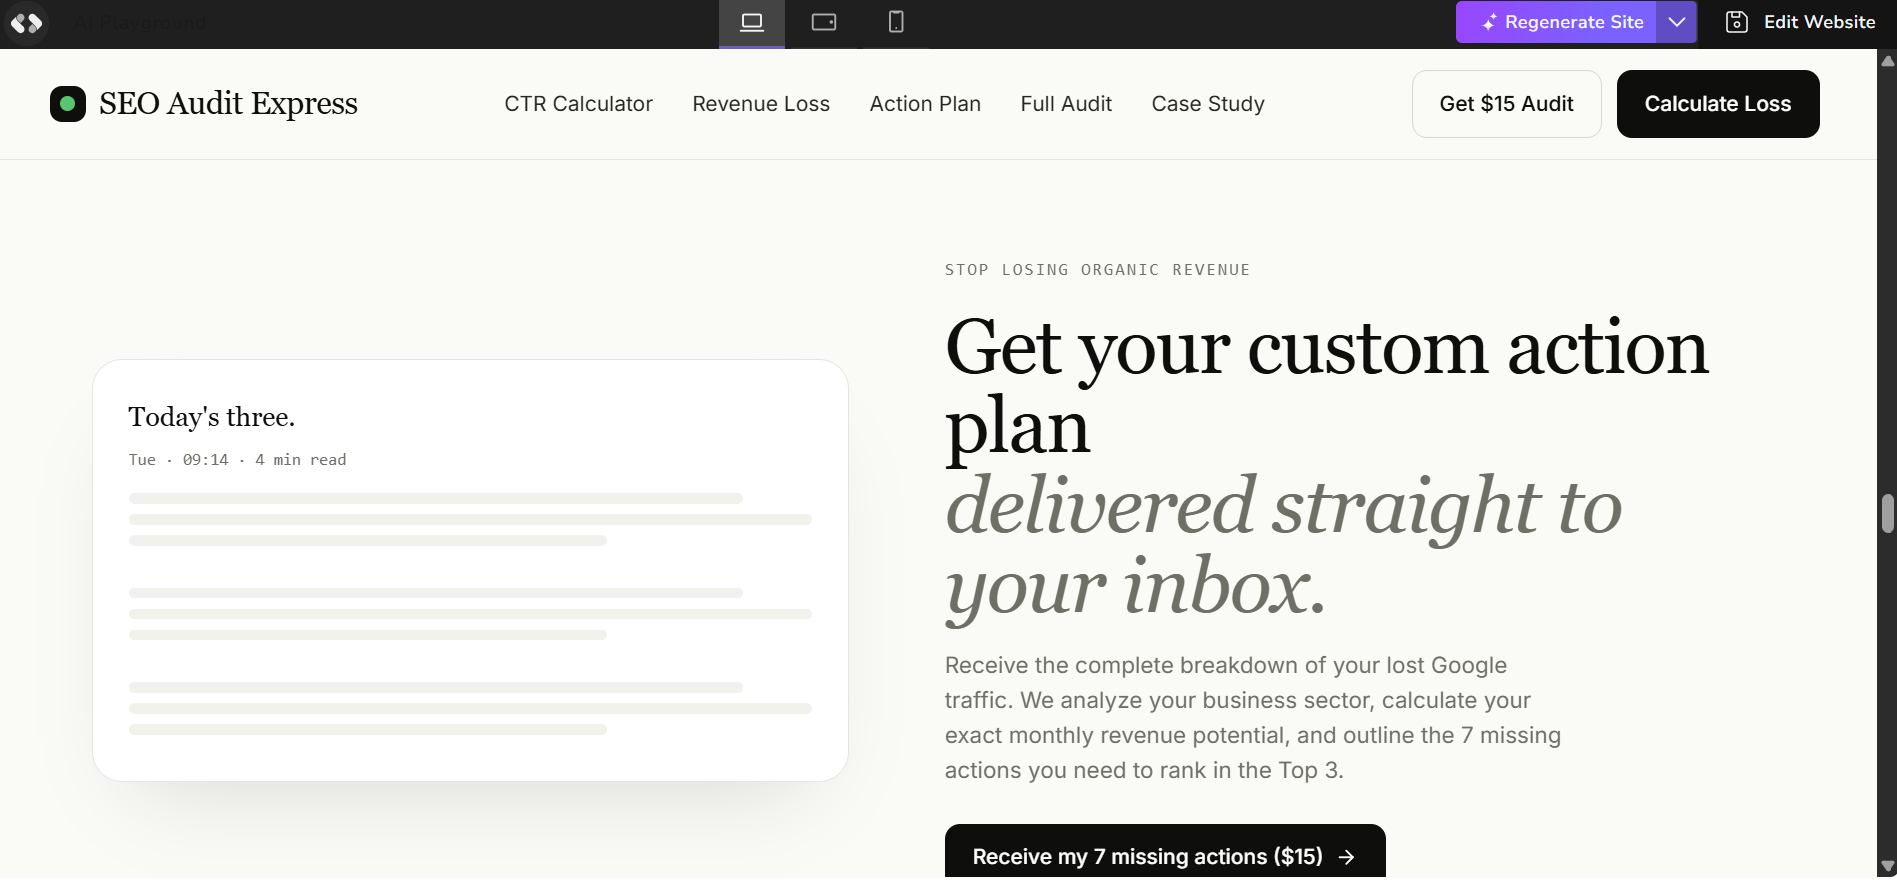 AI Playground
Regenerate Site
Edit Website
SEO Audit Express
CTR Calculator
Revenue Loss
Action Plan
Full Audit
Case Study
Get $15 Audit
Calculate Loss
Today's three.
Tue · 09:14 · 4 min read
STOP LOSING ORGANIC REVENUE
Get your custom action
plan
delivered straight to
your inbox.
Receive the complete breakdown of your lost Google
traffic. We analyze your business sector, calculate your
exact monthly revenue potential, and outline the 7 missing
actions you need to rank in the Top 3.
Receive my 7 missing actions ($15) →